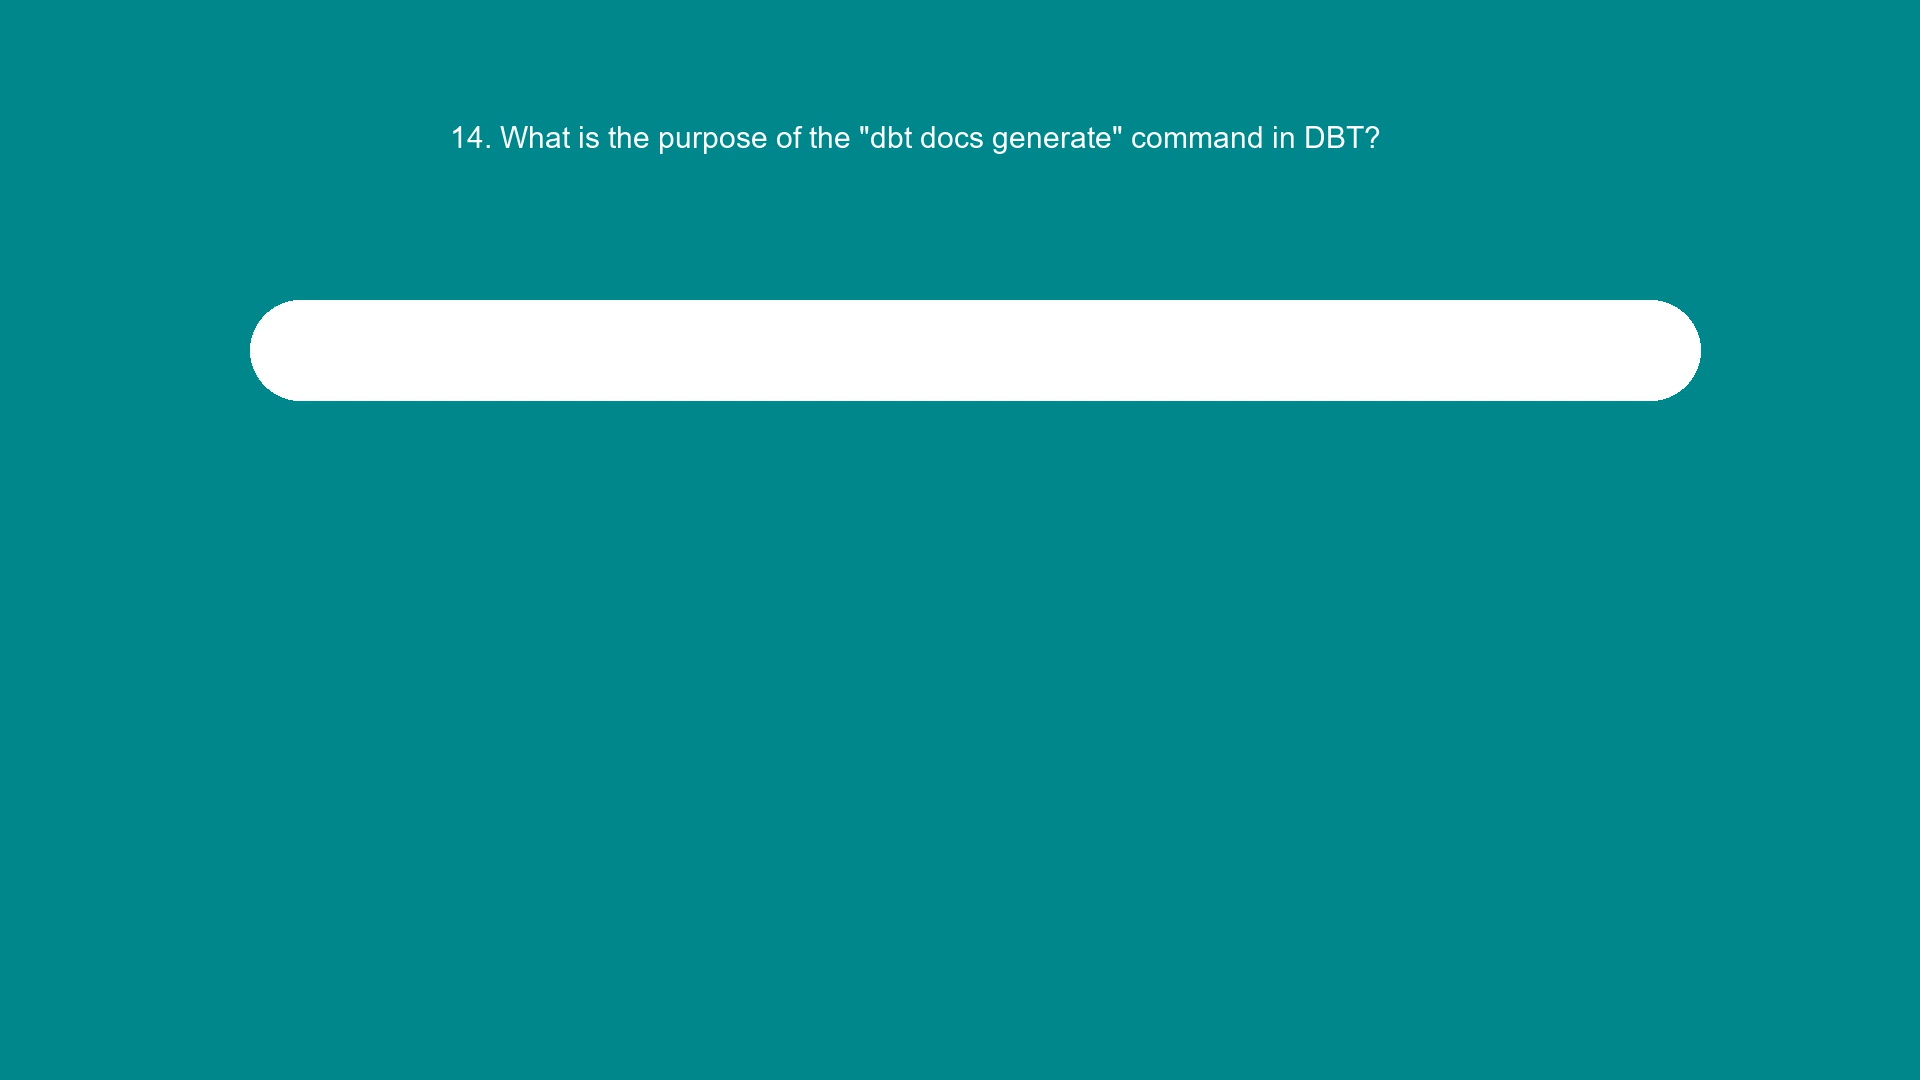 14. What is the purpose of the "dbt docs generate" command in DBT?